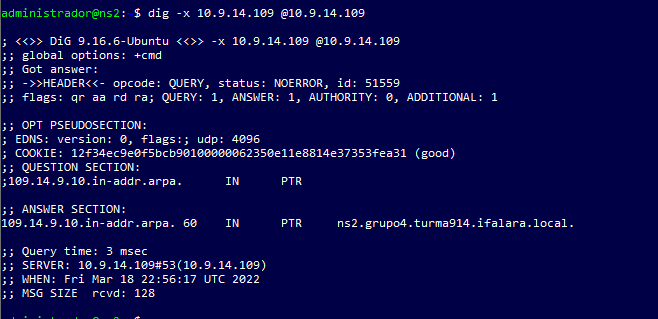 administrador@ns2: $ dig -x 10.9.14.109 @10.9.14.109
; <<>> DiG 9.16.6-Ubuntu <<>> -x 10.9.14.109 @10.9.14.109
;; global options: +cmd
;; Got answer:
;; ->>HEADER<<- opcode: QUERY, status: NOERROR, id: 51559
;; flags: qr aa rd ra; QUERY: 1, ANSWER: 1, AUTHORITY: 0, ADDITIONAL: 1
;; OPT PSEUDOSECTION:
; EDNS: version: 0, flags:; udp: 4096
; COOKIE: 12f34ec9e0f5bcb90100000062350e11e8814e37353fea31 (good)
;; QUESTION SECTION:
;109.14.9.10.in-addr.arpa. IN PTR
;; ANSWER SECTION:
109.14.9.10.in-addr.arpa. 60 IN PTR ns2.grupo4.turma914.ifalara.local.
;; Query time: 3 msec
;; SERVER: 10.9.14.109#53(10.9.14.109)
;; WHEN: Fri Mar 18 22:56:17 UTC 2022
;; MSG SIZE rcvd: 128